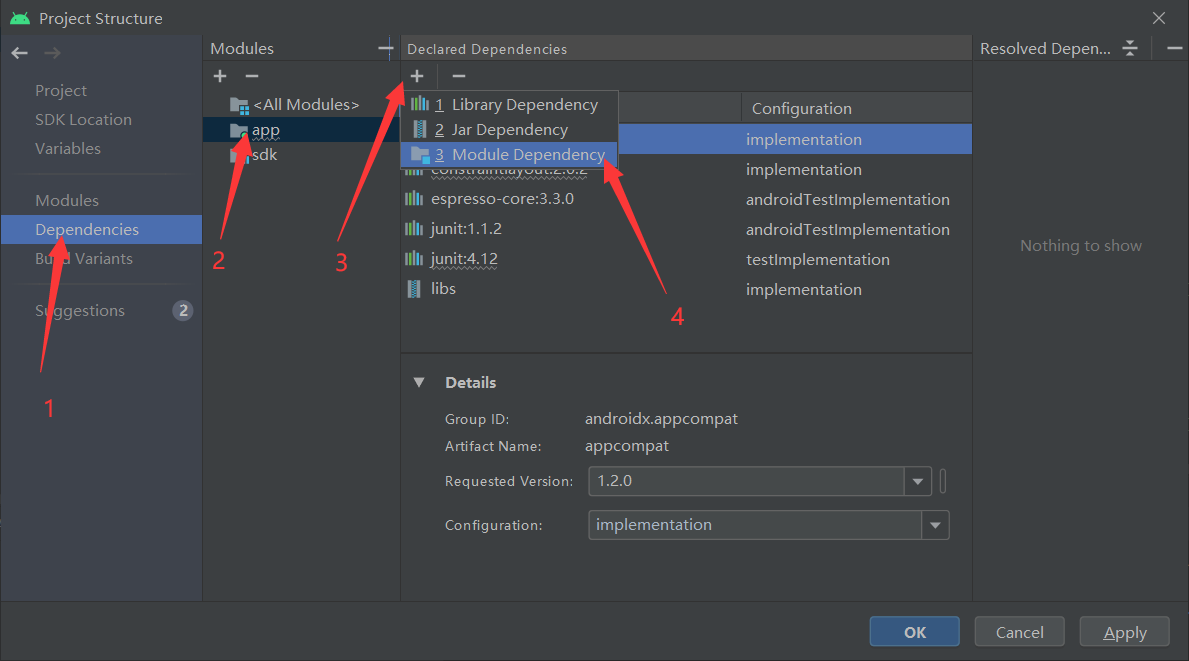 Project Structure
Modules
Declared Dependencies
Resolved Depen...
Project
SDK Location
Variables
Modules
Dependencies
Build Variants
Suggestions 2
<All Modules>
app
sdk
1 Library Dependency
2 Jar Dependency
3 Module Dependency
Configuration
implementation
constraintlayout:2.0.2 implementation
espresso-core:3.3.0 androidTestImplementation
junit:1.1.2 androidTestImplementation
junit:4.12 testImplementation
libs implementation
Nothing to show
1
2
3
4
Details
Group ID: androidx.appcompat
Artifact Name: appcompat
Requested Version: 1.2.0
Configuration: implementation
OK
Cancel
Apply